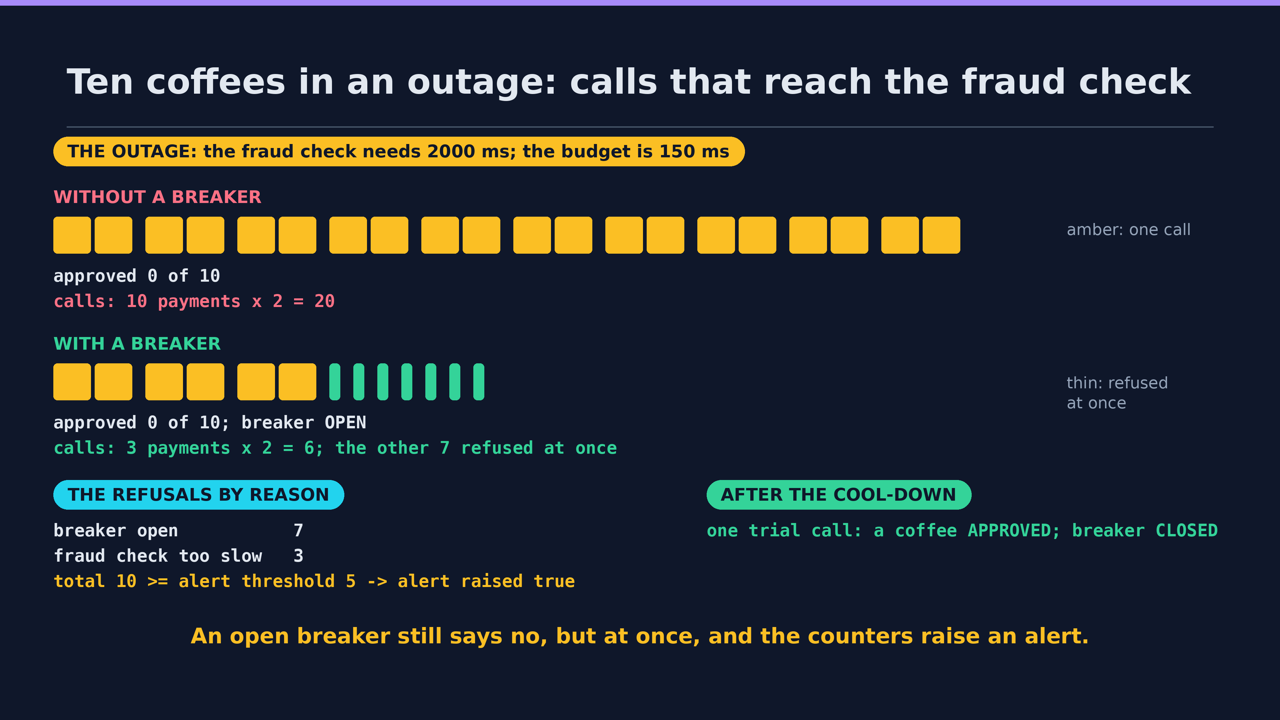 Ten coffees in an outage: calls that reach the fraud check
THE OUTAGE: the fraud check needs 2000 ms; the budget is 150 ms
WITHOUT A BREAKER
amber: one call
approved 0 of 10
calls: 10 payments x 2 = 20
WITH A BREAKER
thin: refused
at once
approved 0 of 10; breaker OPEN
calls: 3 payments x 2 = 6; the other 7 refused at once
THE REFUSALS BY REASON
breaker open 7
fraud check too slow 3
total 10 >= alert threshold 5 -> alert raised true
AFTER THE COOL-DOWN
one trial call: a coffee APPROVED; breaker CLOSED
An open breaker still says no, but at once, and the counters raise an alert.